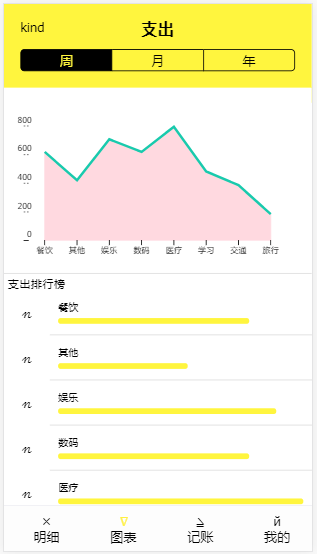 kind
支出
周 月 年
800
600
400
200
0
餐饮 其他 娱乐 数码 医疗 学习 交通 旅行
支出排行榜
n 餐饮
n 其他
n 娱乐
n 数码
n 医疗
× ∇ ⊵ й
明细 图表 记账 我的